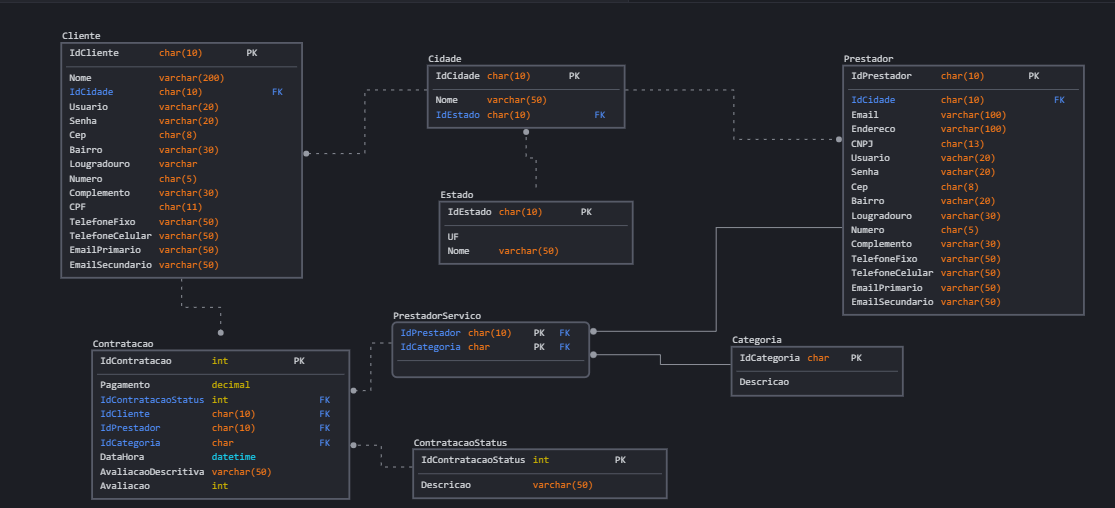 Cliente
IdCliente char(10) PK
Nome varchar(200)
IdCidade char(10) FK
Usuario varchar(20)
Senha varchar(20)
Cep char(8)
Bairro varchar(30)
Lougradouro varchar
Numero char(5)
Complemento varchar(30)
CPF char(11)
TelefoneFixo varchar(50)
TelefoneCelular varchar(50)
EmailPrimario varchar(50)
EmailSecundario varchar(50)
Cidade
IdCidade char(10) PK
Nome varchar(50)
IdEstado char(10) FK
Prestador
IdPrestador char(10) PK
IdCidade char(10) FK
Email varchar(100)
Endereco varchar(100)
CNPJ char(13)
Usuario vachar(20)
Senha vachar(20)
Cep char(8)
Bairro vachar(20)
Lougradouro varchar(30)
Numero char(5)
Complemento varchar(30)
TelefoneFixo varchar(50)
TelefoneCelular varchar(50)
EmailPrimario varchar(50)
EmailSecundario varchar(50)
Estado
IdEstado char(10) PK
UF
Nome varchar(50)
PrestadorServico
IdPrestador char(10) PK FK
IdCategoria char PK FK
Categoria
IdCategoria char PK
Descricao
Contratacao
IdContratacao int PK
Pagamento decimal
IdContratacaoStatus int FK
IdCliente char(10) FK
IdPrestador char(10) FK
IdCategoria char FK
DataHora datetime
AvaliacaoDescritiva varchar(50)
Avaliacao int
ContratacaoStatus
IdContratacaoStatus int PK
Descricao varchar(50)